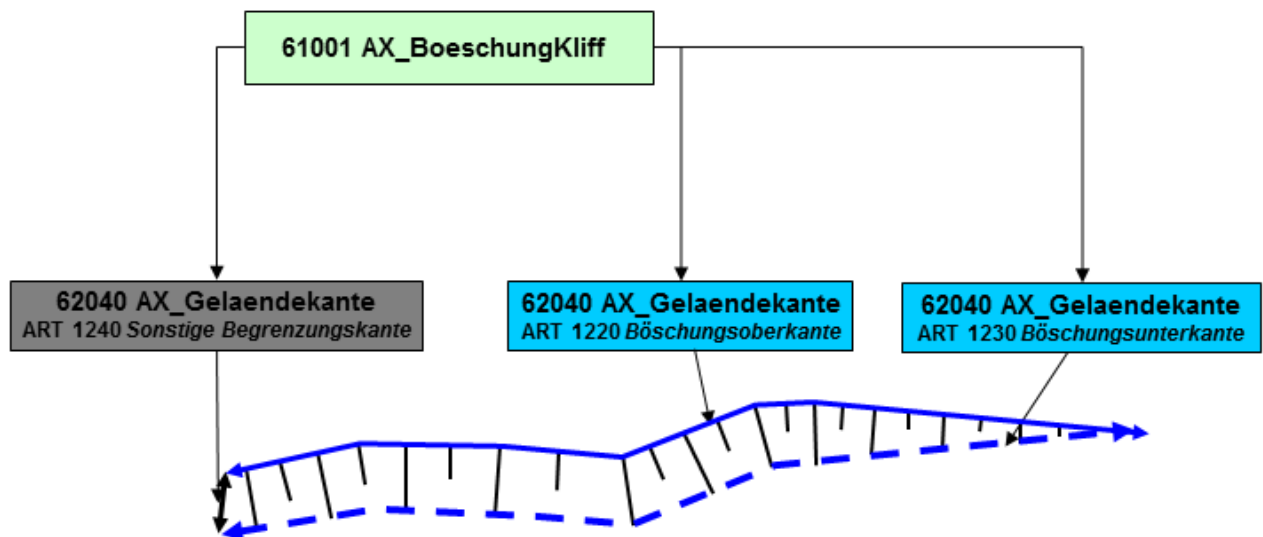 61001 AX_BoeschungKliff
62040 AX_Gelaendekante
ART 1240 Sonstige Begrenzungskante
62040 AX_Gelaendekante
ART 1220 Böschungsoberkante
62040 AX_Gelaendekante
ART 1230 Böschungsunterkante